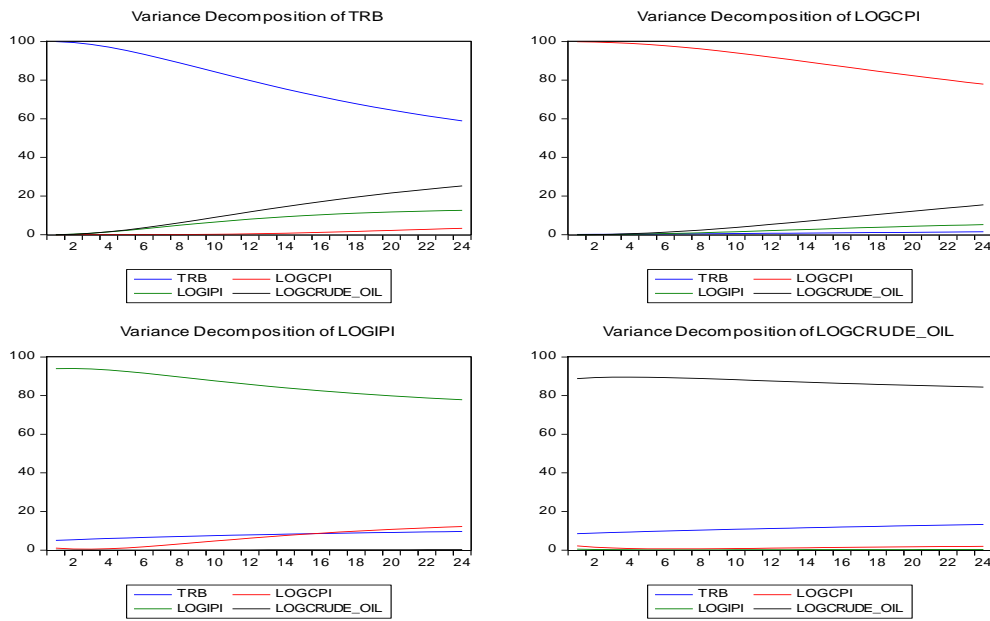 Variance Decomposition of TRB
100
80
60
40
20
0
2 4 6 8 10 12 14 16 18 20 22 24
TRB LOGCPI
LOGIPI LOGCRUDE_OIL
Variance Decomposition of LOGCPI
100
80
60
40
20
0
2 4 6 8 10 12 14 16 18 20 22 24
TRB LOGCPI
LOGIPI LOGCRUDE_OIL
Variance Decomposition of LOGIPI
100
80
60
40
20
0
2 4 6 8 10 12 14 16 18 20 22 24
TRB LOGCPI
LOGIPI LOGCRUDE_OIL
Variance Decomposition of LOGCRUDE_OIL
100
80
60
40
20
0
2 4 6 8 10 12 14 16 18 20 22 24
TRB LOGCPI
LOGIPI LOGCRUDE_OIL